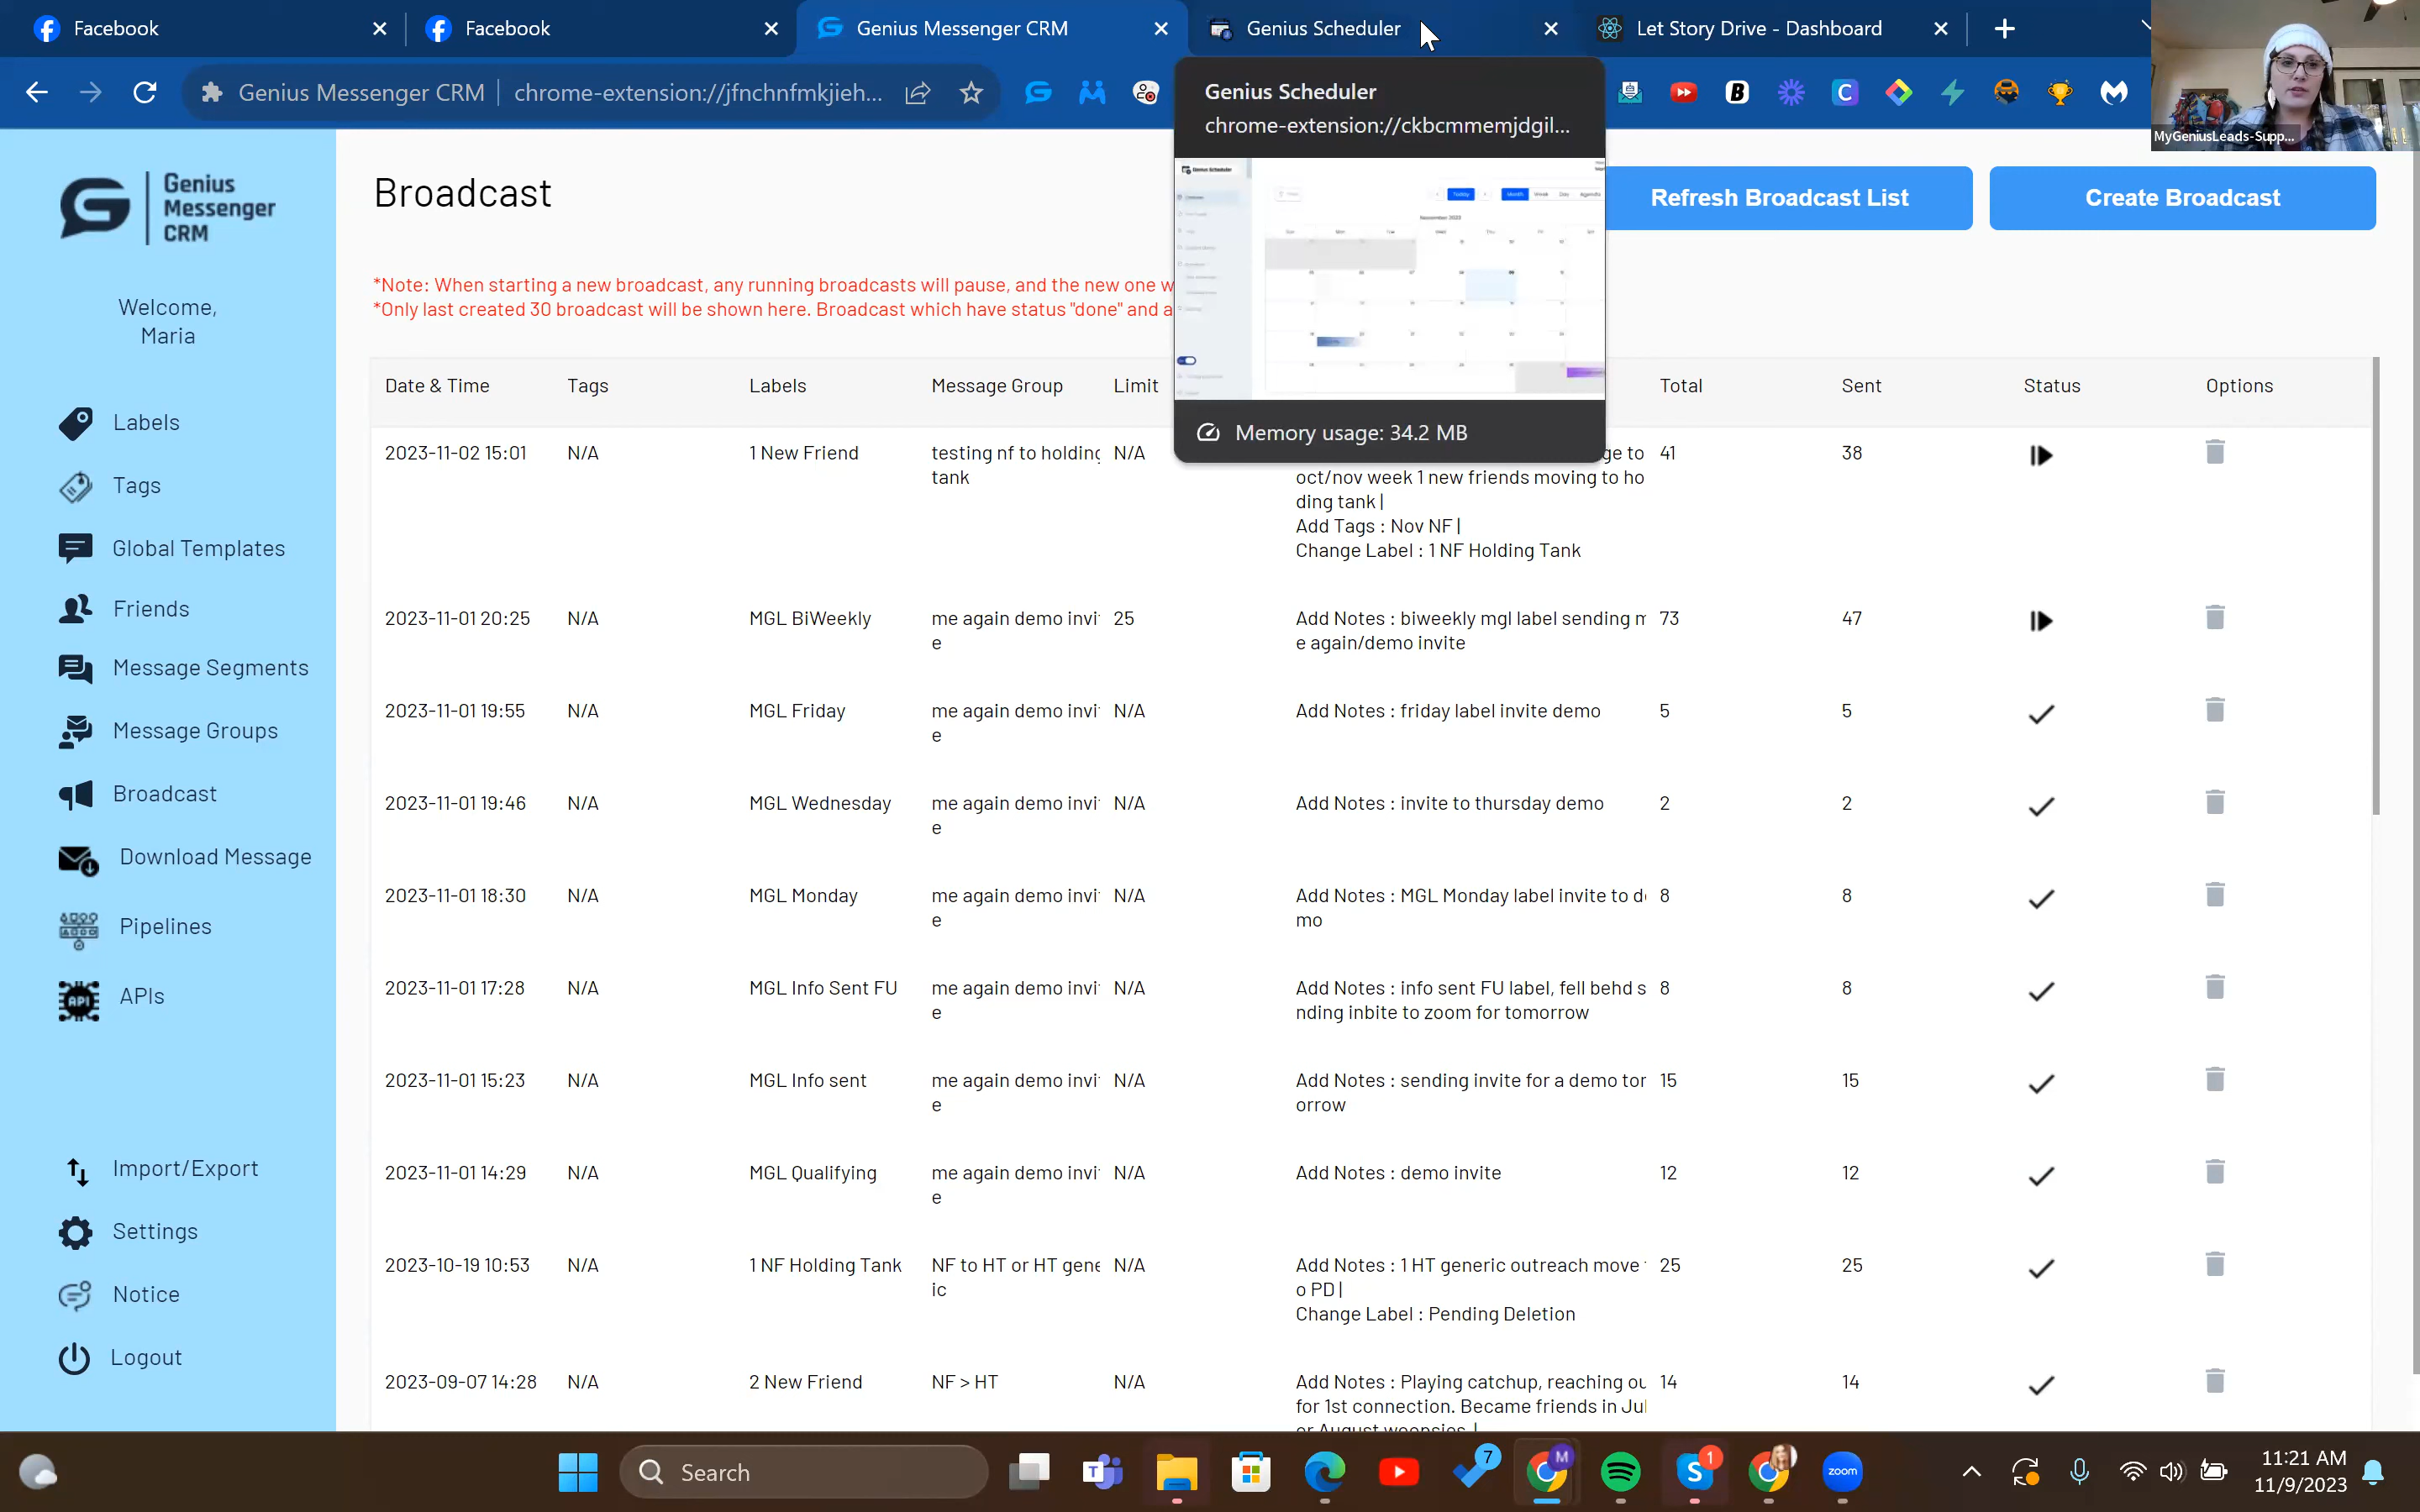 Facebook
Facebook
Genius Messenger CRM
Genius Scheduler
Let Story Drive - Dashboard
Genius Messenger CRM
chrome-extension://jfnchnfmkjieh...
MyGeniusLeads-Supp...
Genius Scheduler
chrome-extension://ckbcmmemjdgil...
Genius Scheduler
Today
Month
Week
Day
Agenda
November 2023
Memory usage: 34.2 MB
Genius
Messenger
CRM
Welcome,
Maria
Labels
Tags
Global Templates
Friends
Message Segments
Message Groups
Broadcast
Download Message
Pipelines
API
APIs
Import/Export
Settings
Notice
Logout
Broadcast
Refresh Broadcast List
Create Broadcast
*Note: When starting a new broadcast, any running broadcasts will pause, and the new one w
*Only last created 30 broadcast will be shown here. Broadcast which have status "done" and a
Date & Time Tags Labels Message Group Limit Total Sent Status Options
2023-11-02 15:01 N/A 1 New Friend testing nf to holding N/A ge to 41 38
tank oct/nov week 1 new friends moving to ho
ding tank |
Add Tags : Nov NF |
Change Label : 1 NF Holding Tank
2023-11-01 20:25 N/A MGL BiWeekly me again demo invi 25 Add Notes : biweekly mgl label sending m 73 47
e e again/demo invite
2023-11-01 19:55 N/A MGL Friday me again demo invi N/A Add Notes : friday label invite demo 5 5
e
2023-11-01 19:46 N/A MGL Wednesday me again demo invi N/A Add Notes : invite to thursday demo 2 2
e
2023-11-01 18:30 N/A MGL Monday me again demo invi N/A Add Notes : MGL Monday label invite to d 8 8
e mo
2023-11-01 17:28 N/A MGL Info Sent FU me again demo invi N/A Add Notes : info sent FU label, fell behd s 8 8
e nding inbite to zoom for tomorrow
2023-11-01 15:23 N/A MGL Info sent me again demo invi N/A Add Notes : sending invite for a demo tor 15 15
e orrow
2023-11-01 14:29 N/A MGL Qualifying me again demo invi N/A Add Notes : demo invite 12 12
e
2023-10-19 10:53 N/A 1 NF Holding Tank NF to HT or HT gene N/A Add Notes : 1 HT generic outreach move 25 25
ic o PD |
Change Label : Pending Deletion
2023-09-07 14:28 N/A 2 New Friend NF > HT N/A Add Notes : Playing catchup, reaching ou 14 14
for 1st connection. Became friends in Jul
or August woopsies |
Search
7
M
1
zoom
11:21 AM
11/9/2023